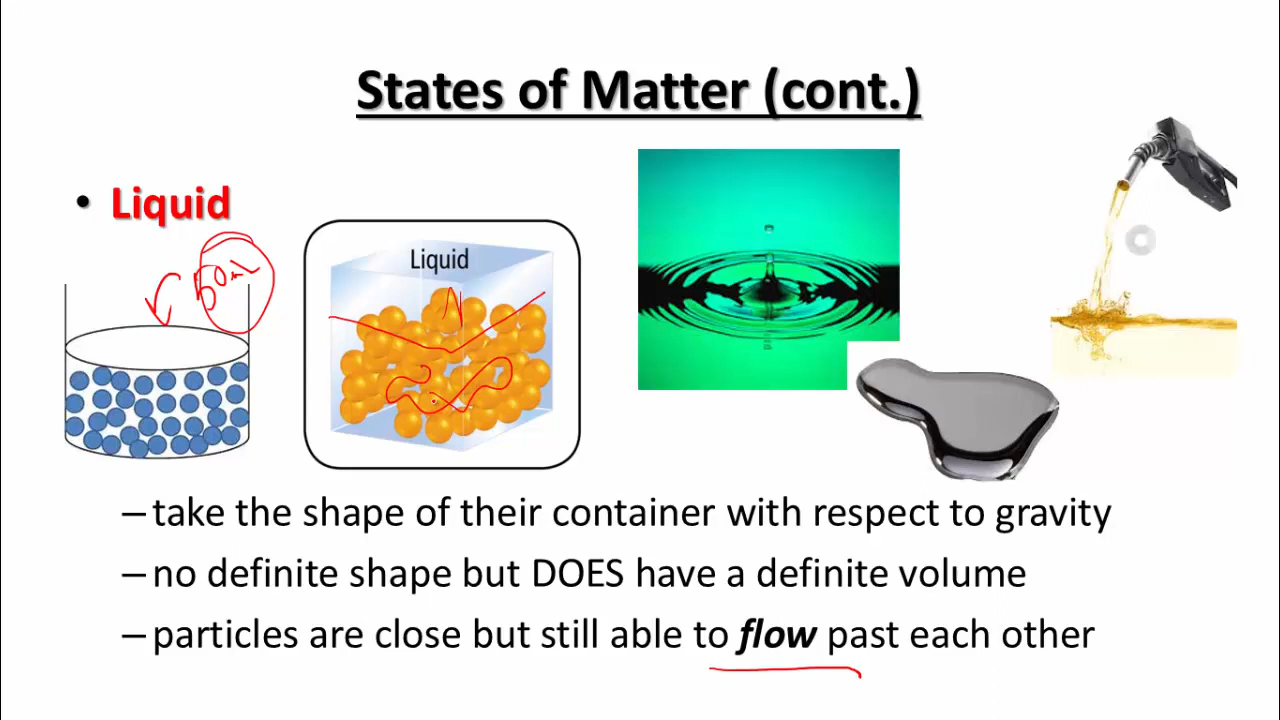 States of Matter (cont.)
• Liquid
50mL
Liquid
– take the shape of their container with respect to gravity
– no definite shape but DOES have a definite volume
– particles are close but still able to flow past each other